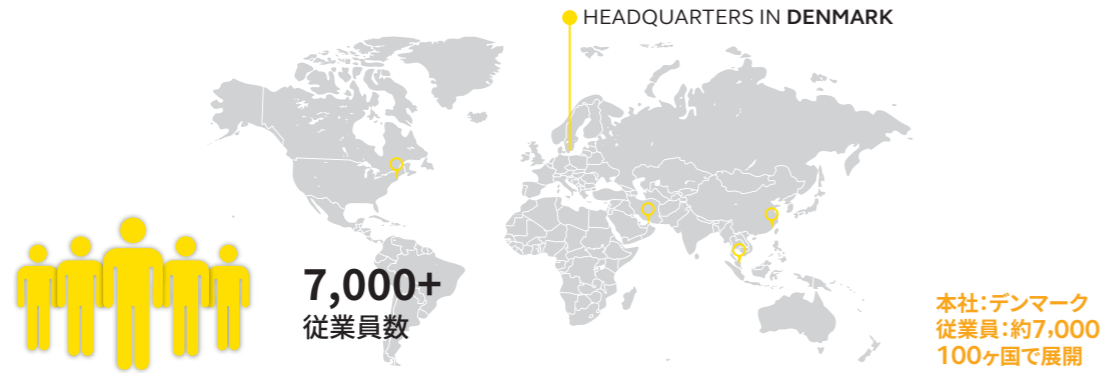 HEADQUARTERS IN DENMARK
7,000+
従業員数
本社：デンマーク
従業員：約7,000
100ヶ国で展開